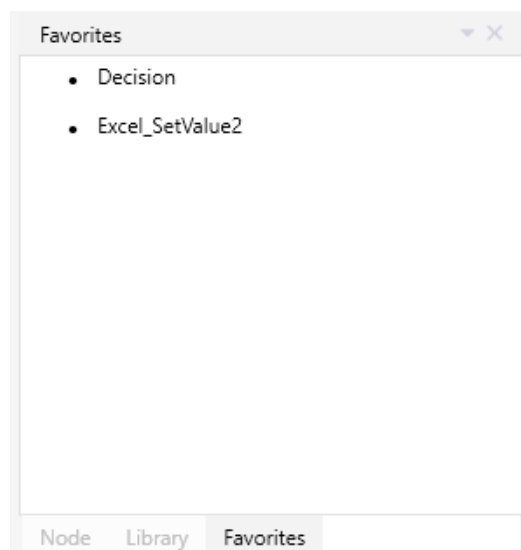 Favorites
• Decision
• Excel_SetValue2
Node Library Favorites